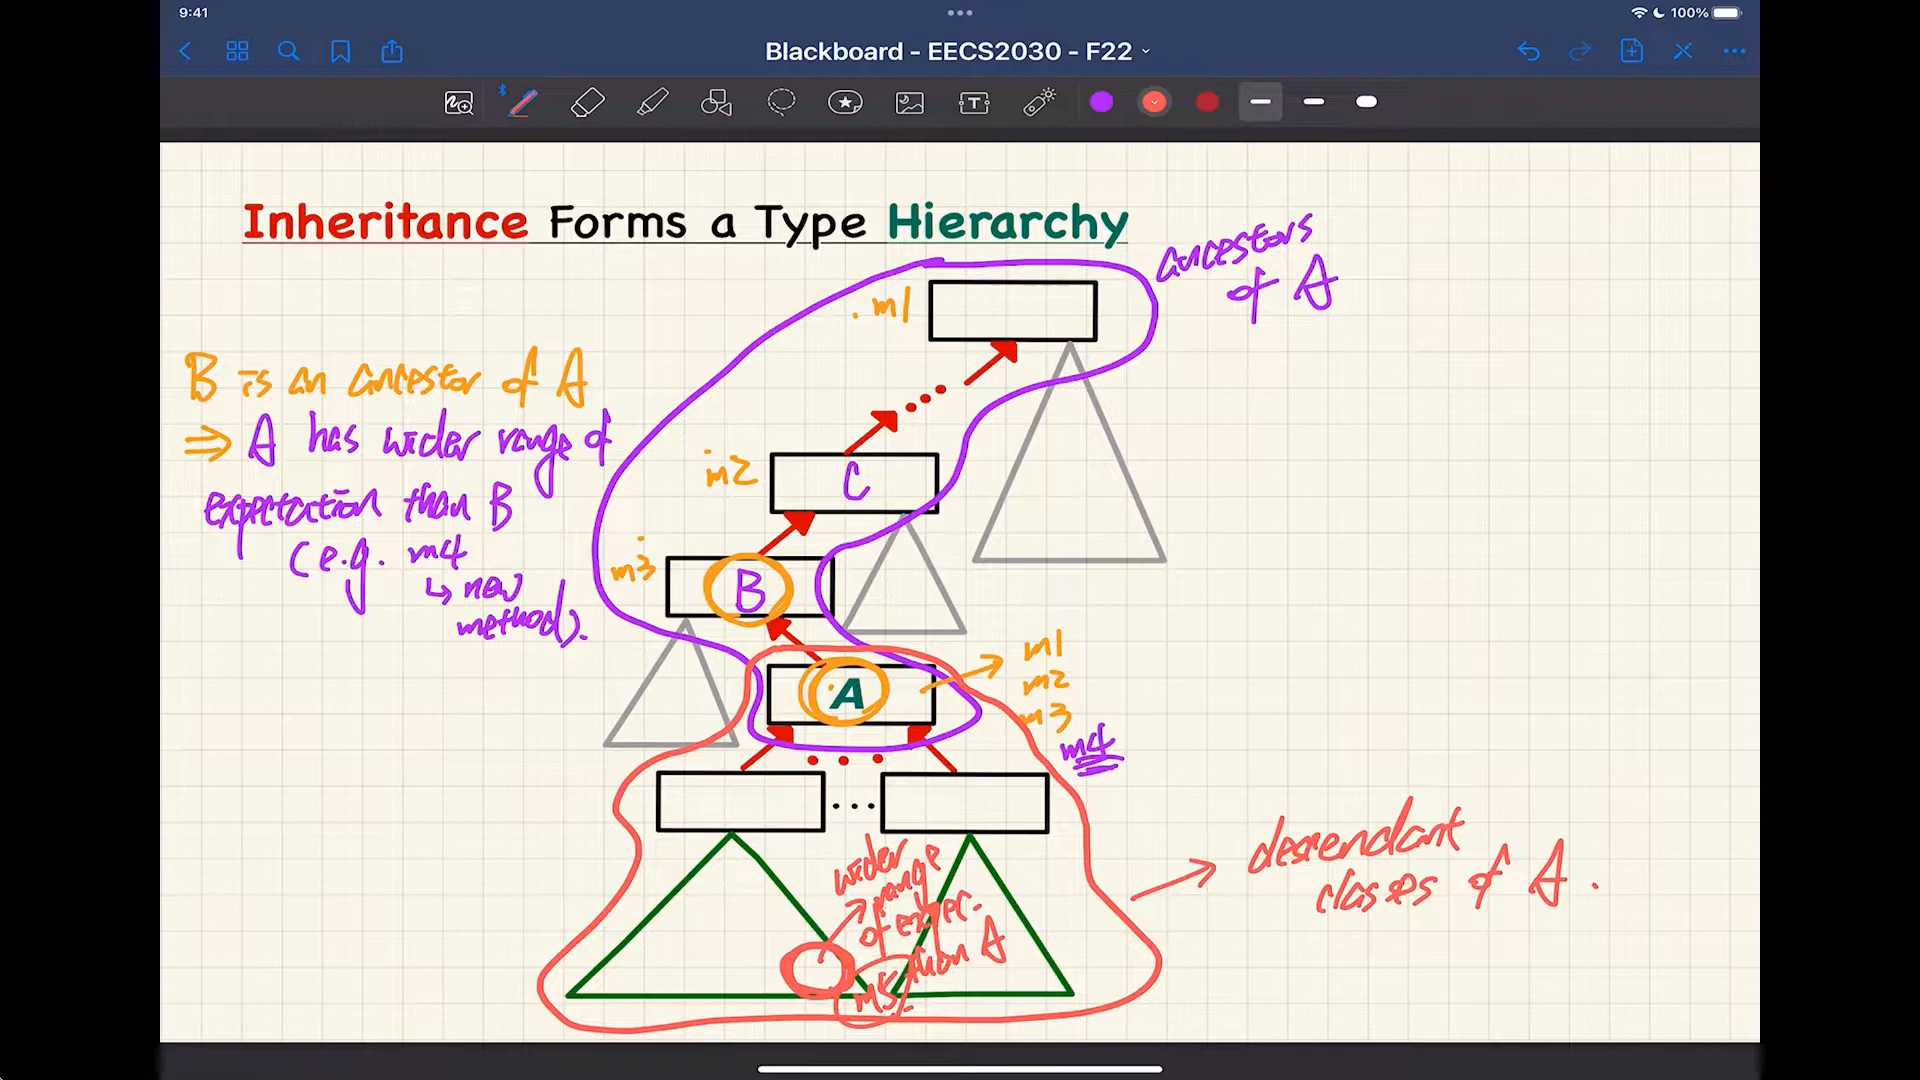 9:41
100%
Blackboard - EECS2030 - F22
T
Inheritance Forms a Type Hierarchy
ancestors
of A
.m1
B is an ancestor of A
⇒ A has wider range of
expectation than B
(e.g. m4
↳ new
method).
m2
C
m3
B
A
m1
m2
m3
m4
...
wider
range
of expec.
than A
m5
descendant
classes of A.